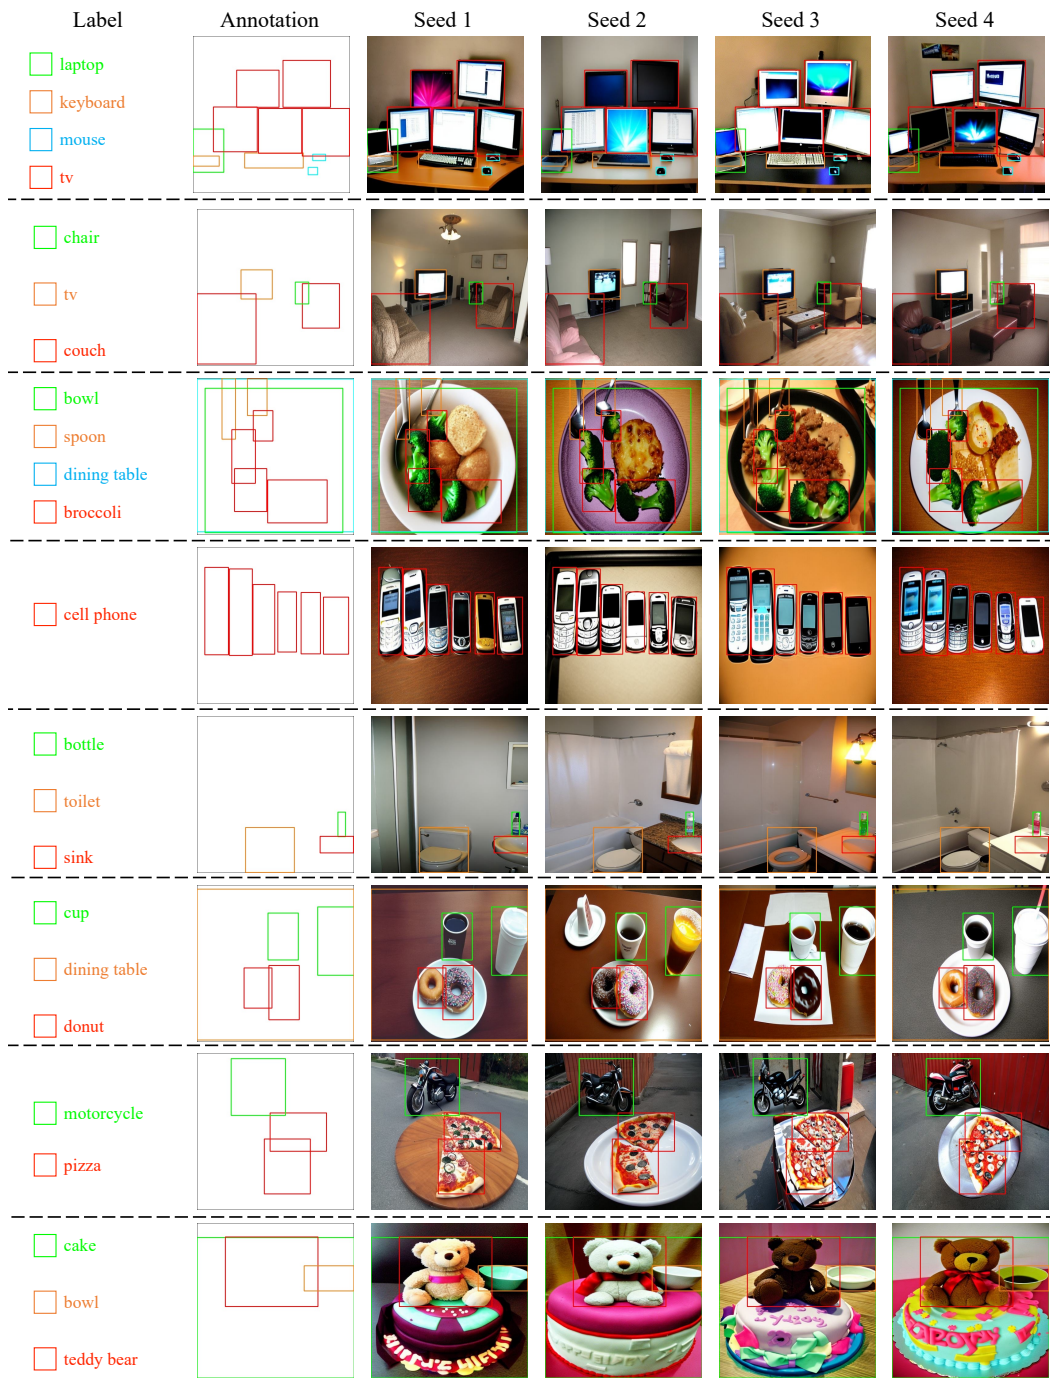 Label Annotation Seed 1 Seed 2 Seed 3 Seed 4
laptop
keyboard
mouse
tv
chair
tv
couch
bowl
spoon
dining table
broccoli
cell phone
bottle
toilet
sink
cup
dining table
donut
motorcycle
pizza
cake
bowl
teddy bear